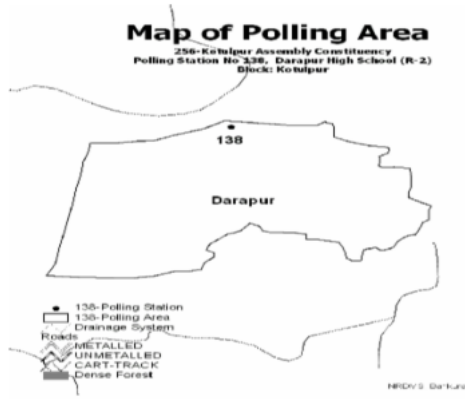 Map of Polling Area
256-Kotulpur Assembly Constituency
Polling Station No 138, Darapur High School (R-2)
Block: Kotulpur
138
Darapur
138-Polling Station
138-Polling Area
Drainage System
Roads
METALLED
UNMETALLED
CART-TRACK
Dense Forest
NRDMS Bankura